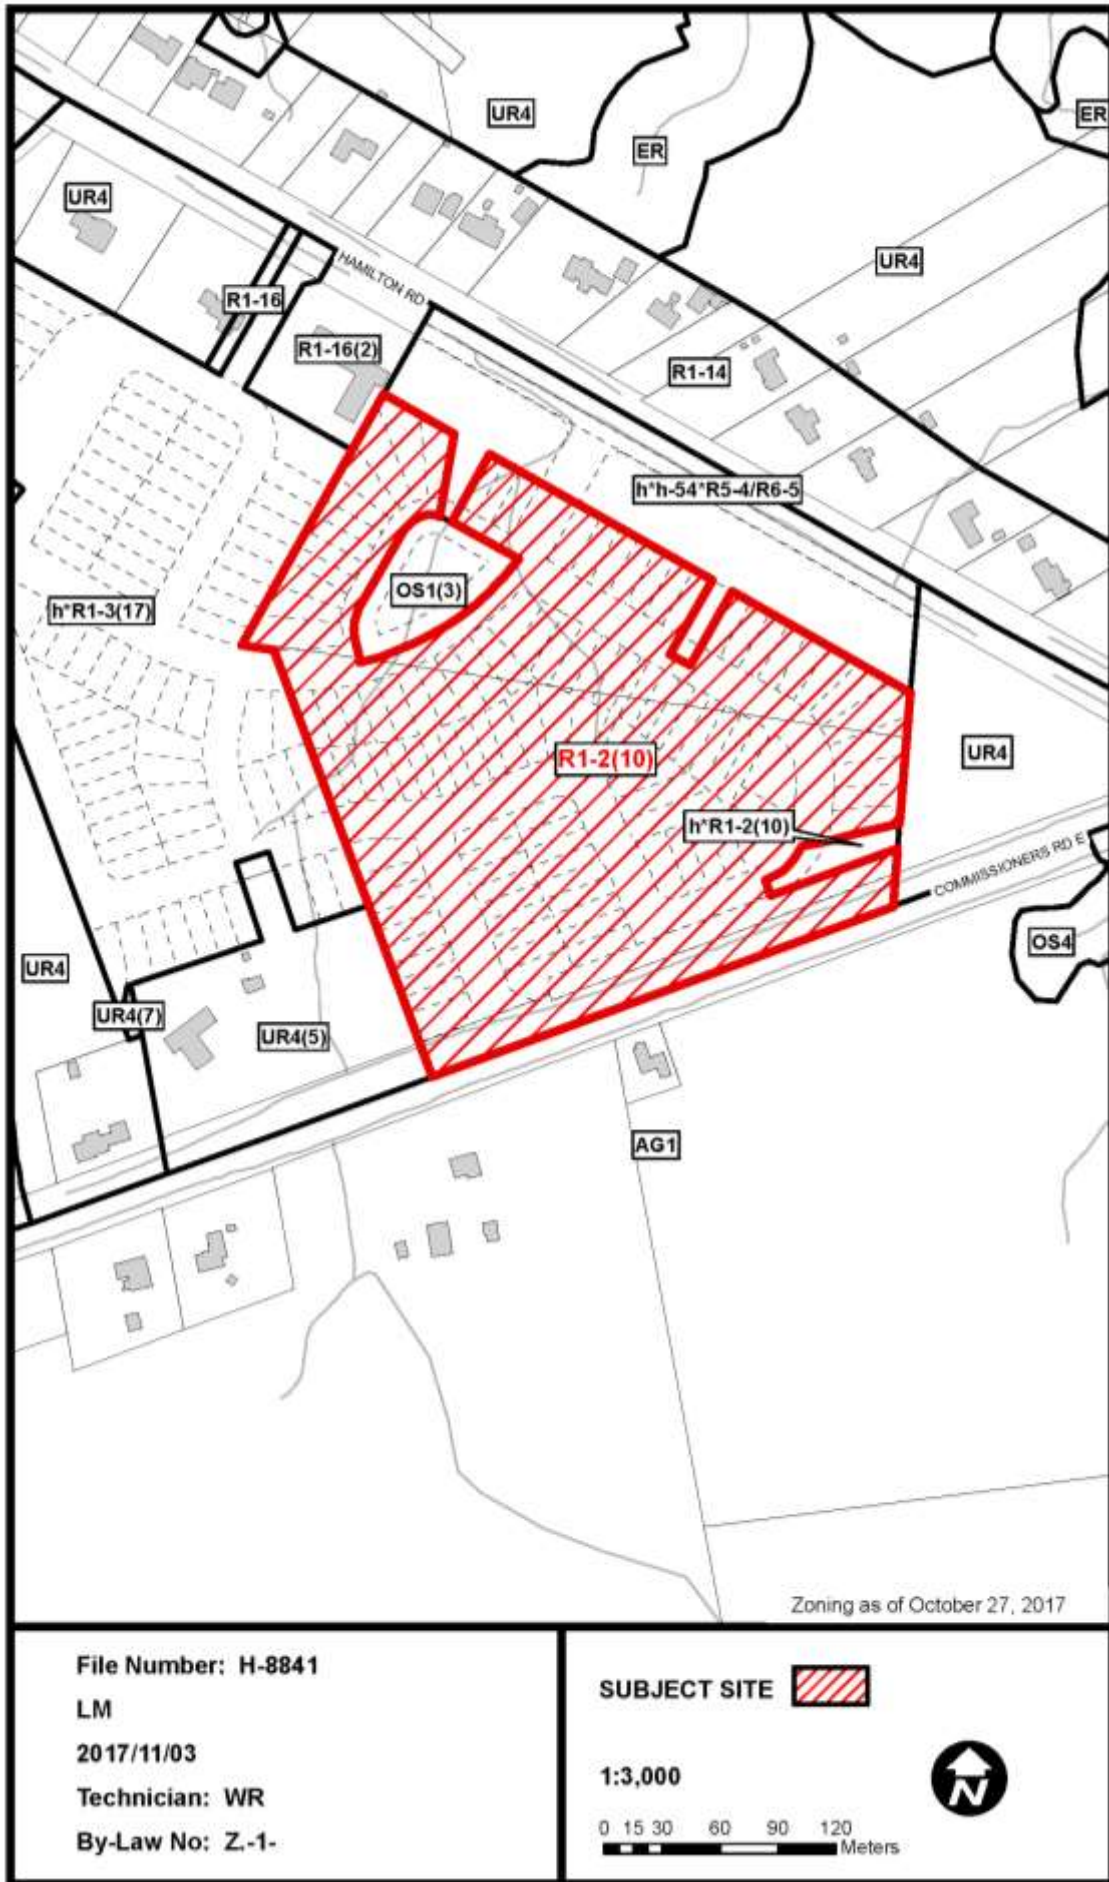 UR4
ER
ER
UR4
UR4
HAMILTON RD
R1-16
R1-16(2)
R1-14
h*h-54*R5-4/R6-5
OS1(3)
h*R1-3(17)
R1-2(10)
UR4
h*R1-2(10)
COMMISSIONERS RD E
OS4
UR4
UR4(7)
UR4(5)
AG1
Zoning as of October 27, 2017
File Number: H-8841
LM
2017/11/03
Technician: WR
By-Law No: Z.-1-
SUBJECT SITE
1:3,000
N
0 15 30 60 90 120
Meters